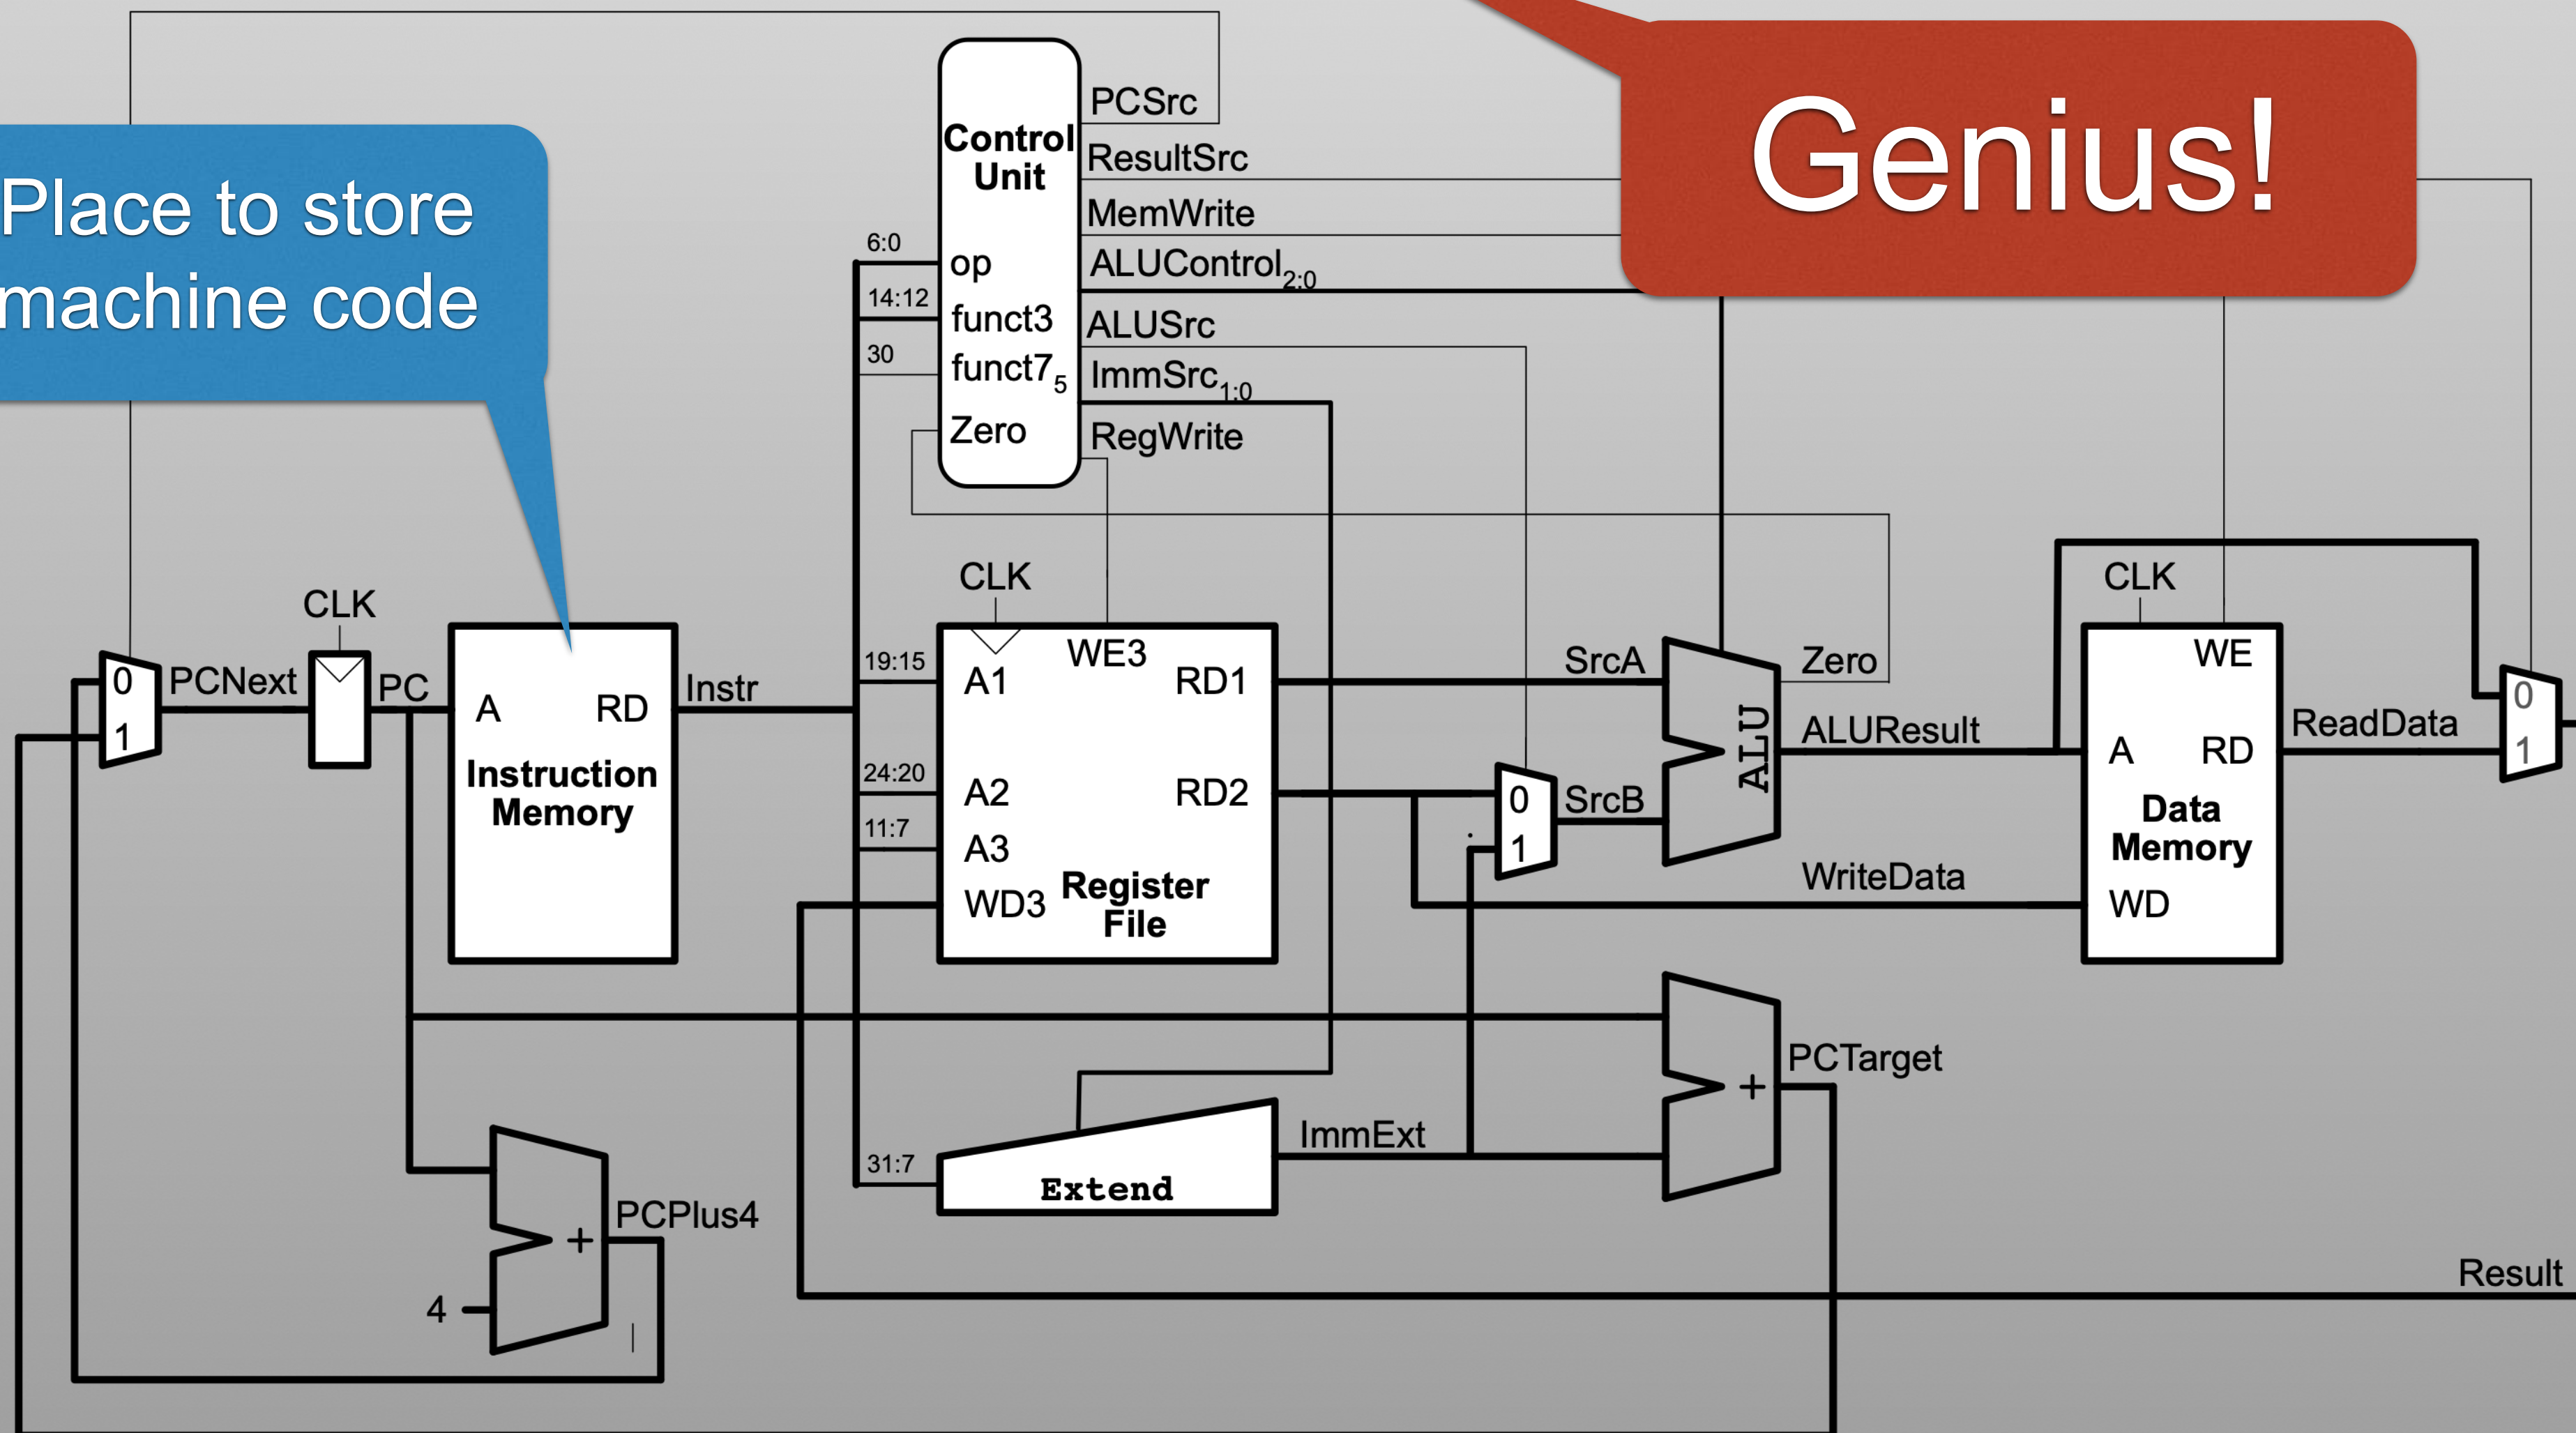 Genius!
Place to store
machine code
Control
Unit
op
funct3
funct7₅
Zero
PCSrc
ResultSrc
MemWrite
ALUControl₂:₀
ALUSrc
ImmSrc₁:₀
RegWrite
6:0
14:12
30
CLK
0
1
PCNext
PC
A
RD
Instruction
Memory
Instr
19:15
24:20
11:7
31:7
CLK
WE3
A1
RD1
A2
RD2
A3
WD3
Register
File
SrcA
0
1
SrcB
ALU
Zero
ALUResult
WriteData
CLK
WE
A
RD
Data
Memory
WD
ReadData
0
1
Extend
ImmExt
+
PCTarget
4
+
PCPlus4
Result